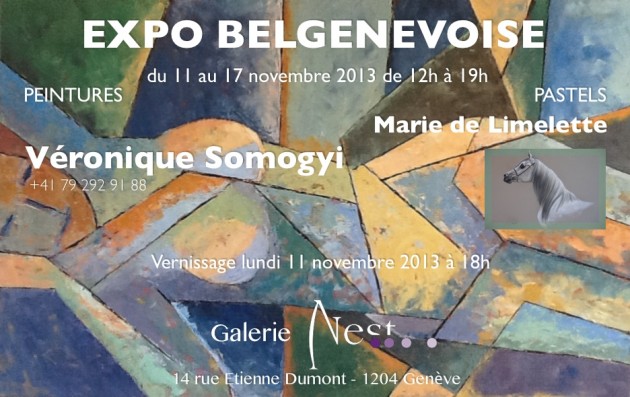 EXPO BELGENEVOISE
du 11 au 17 novembre 2013 de 12h à 19h
PEINTURES
PASTELS
Marie de Limelette
Véronique Somogyi
+41 79 292 91 88
Vernissage lundi 11 novembre 2013 à 18h
Galerie Nest
14 rue Etienne Dumont - 1204 Genève